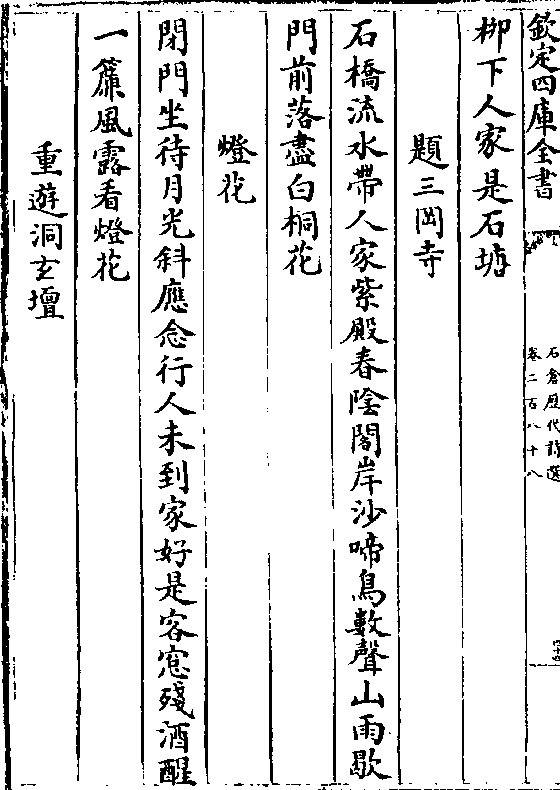 欽定四庫全書
石倉歷代詩選
卷二百八十八
柳下人家是石塘
題三岡寺
石橋流水帶人家紫殿春陰閣岸沙啼鳥數聲山雨歇
門前落盡白桐花
燈花
閉門坐待月光斜應念行人未到家好是客窓殘酒醒
一簾風露看燈花
重遊洞玄壇